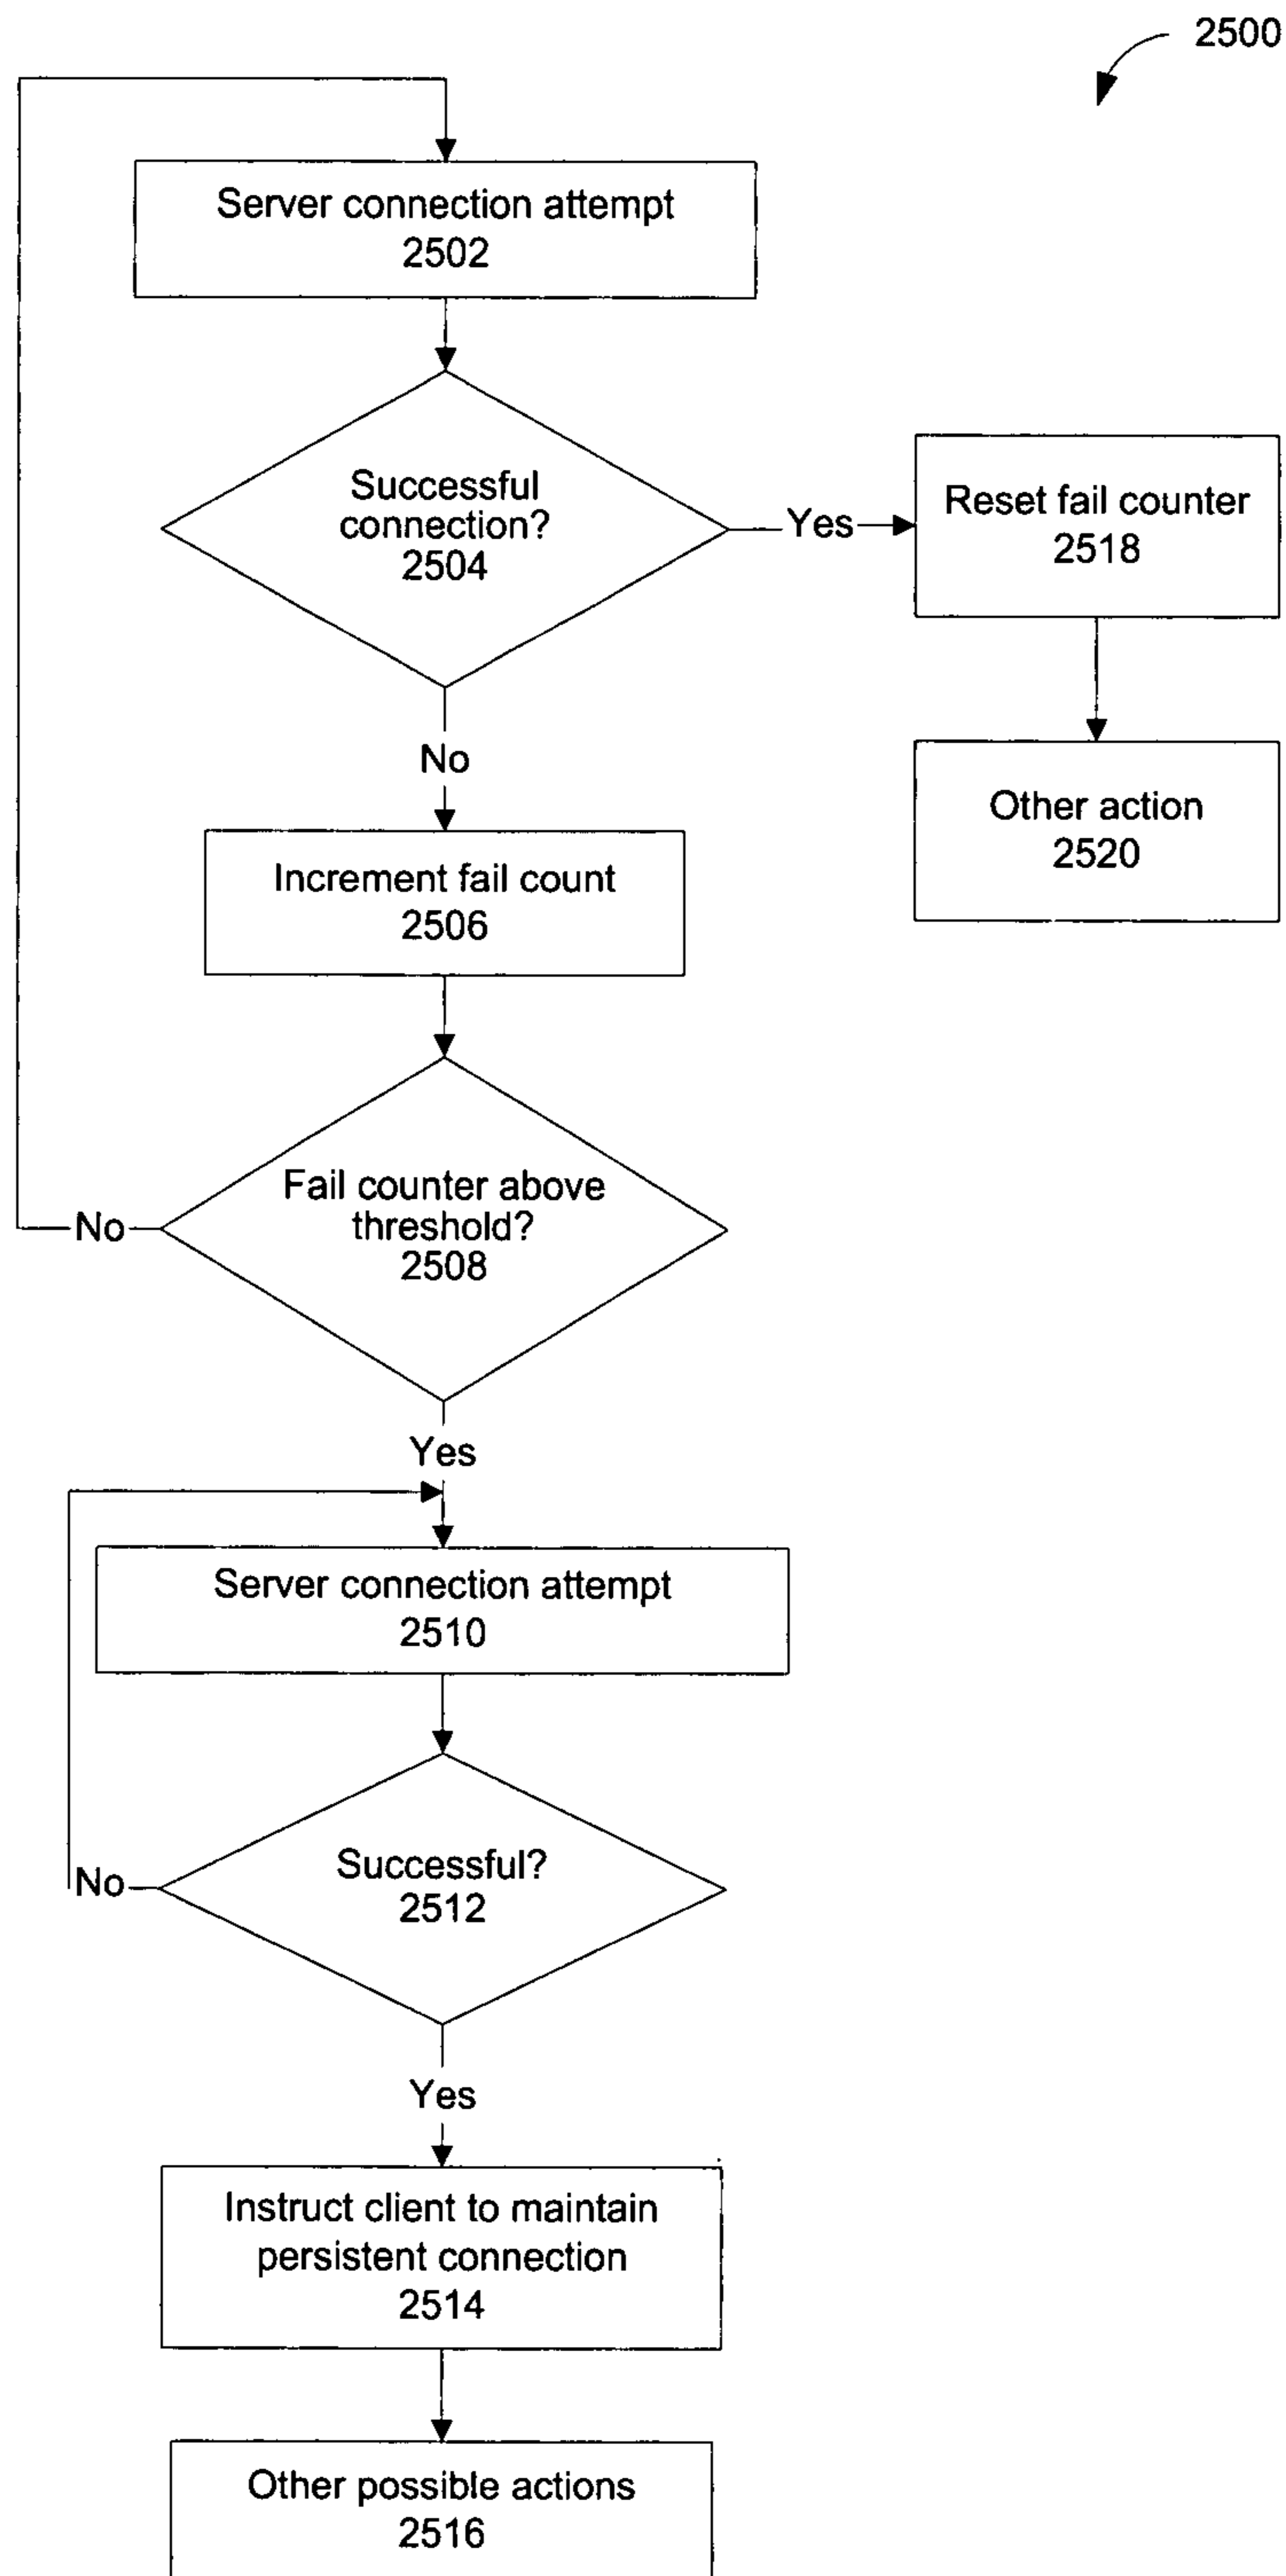 2500
Server connection attempt
2502
Successful
connection?
2504
Yes
Reset fail counter
2518
No
Other action
2520
Increment fail count
2506
Fail counter above
threshold?
2508
No
Yes
Server connection attempt
2510
Successful?
2512
No
Yes
Instruct client to maintain
persistent connection
2514
Other possible actions
2516